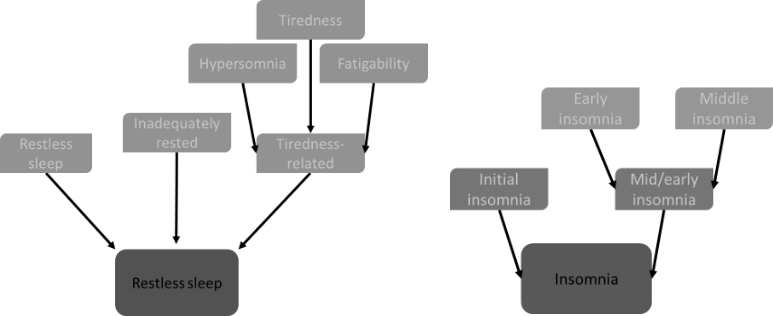 Tiredness
Hypersomnia
Fatigability
Restless
sleep
Inadequately
rested
Tiredness-
related
Restless sleep
Early
insomnia
Middle
insomnia
Initial
insomnia
Mid/early
insomnia
Insomnia